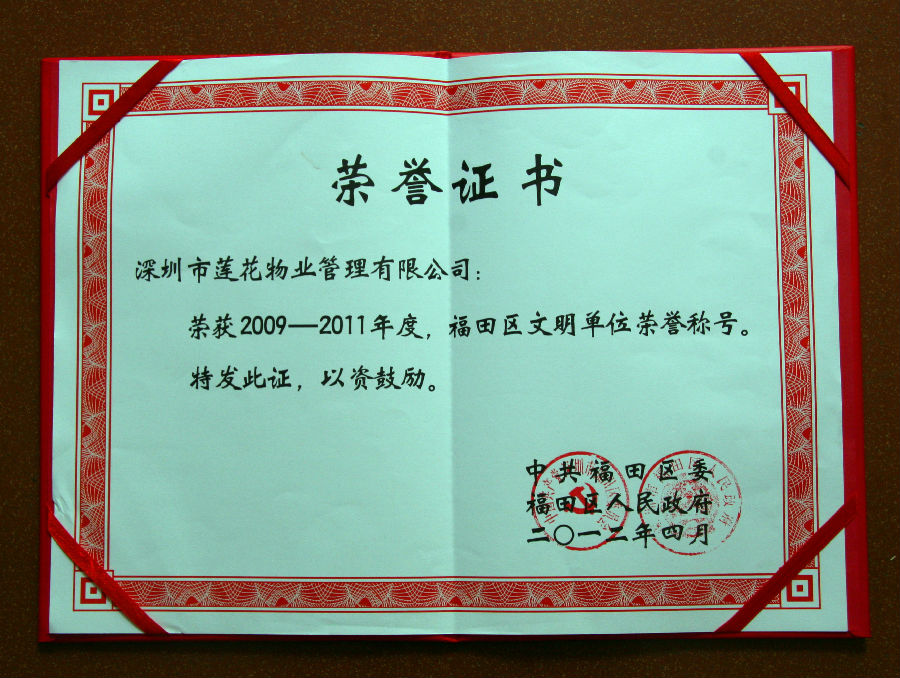 荣誉证书
深圳市莲花物业管理有限公司：
荣获2009—2011年度，福田区文明单位荣誉称号。
特发此证，以资鼓励。
中共福田区委
福田区人民政府
二〇一二年四月